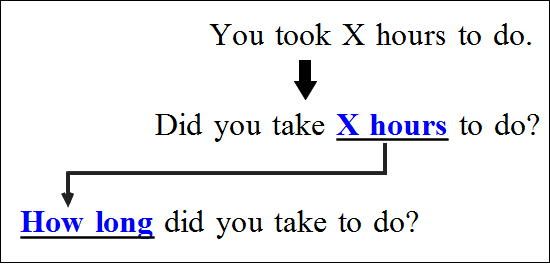 You took X hours to do.
Did you take X hours to do?
How long did you take to do?